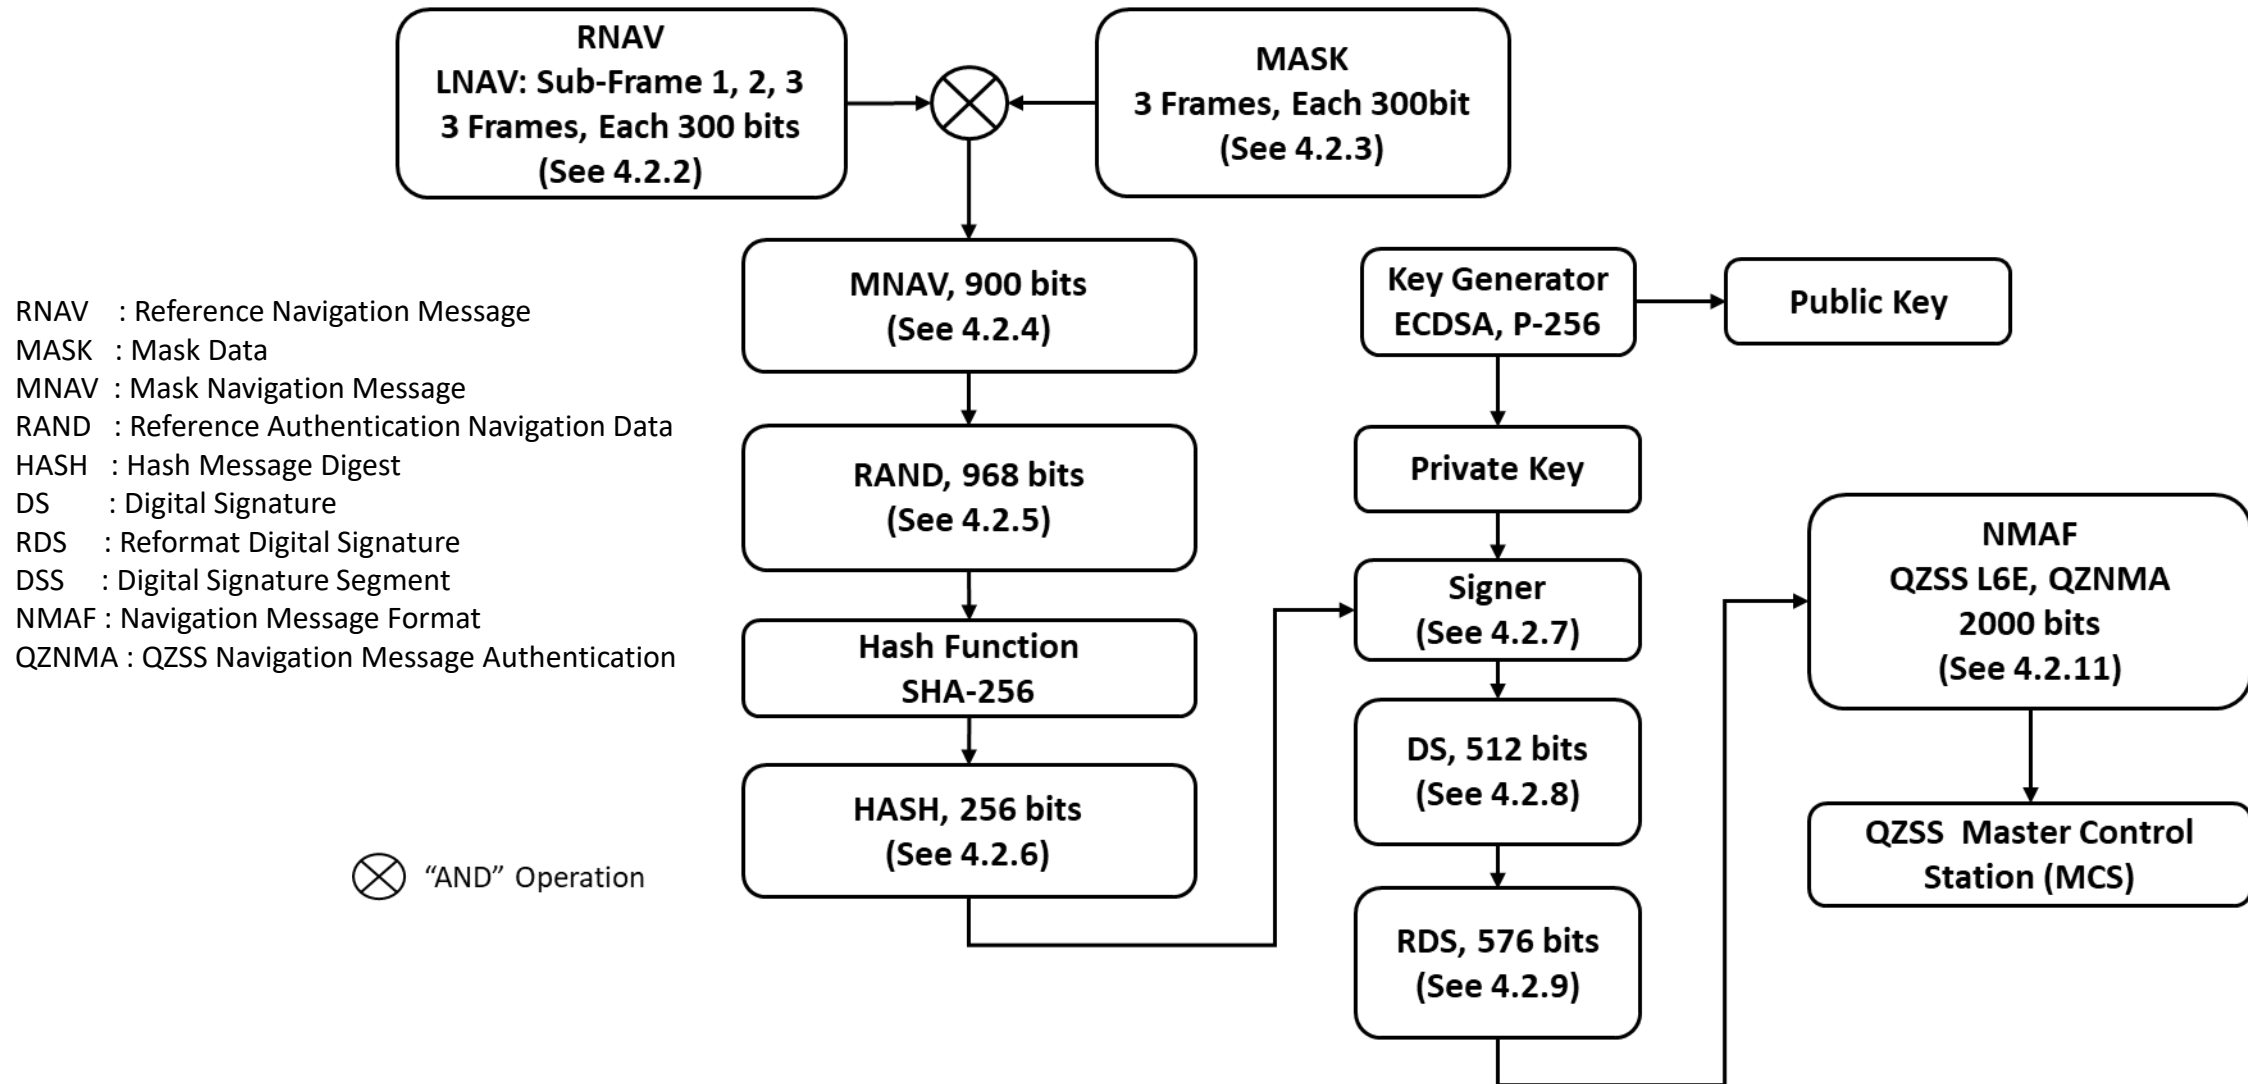 RNAV
LNAV: Sub-Frame 1, 2, 3
3 Frames, Each 300 bits
(See 4.2.2)
MASK
3 Frames, Each 300bit
(See 4.2.3)
MNAV, 900 bits
(See 4.2.4)
RAND, 968 bits
(See 4.2.5)
Hash Function
SHA-256
HASH, 256 bits
(See 4.2.6)
Key Generator
ECDSA, P-256
Public Key
Private Key
Signer
(See 4.2.7)
DS, 512 bits
(See 4.2.8)
RDS, 576 bits
(See 4.2.9)
NMAF
QZSS L6E, QZNMA
2000 bits
(See 4.2.11)
QZSS  Master Control
Station (MCS)
RNAV : Reference Navigation Message
MASK : Mask Data
MNAV : Mask Navigation Message
RAND : Reference Authentication Navigation Data
HASH : Hash Message Digest
DS : Digital Signature
RDS : Reformat Digital Signature
DSS : Digital Signature Segment
NMAF : Navigation Message Format
QZNMA : QZSS Navigation Message Authentication
“AND” Operation